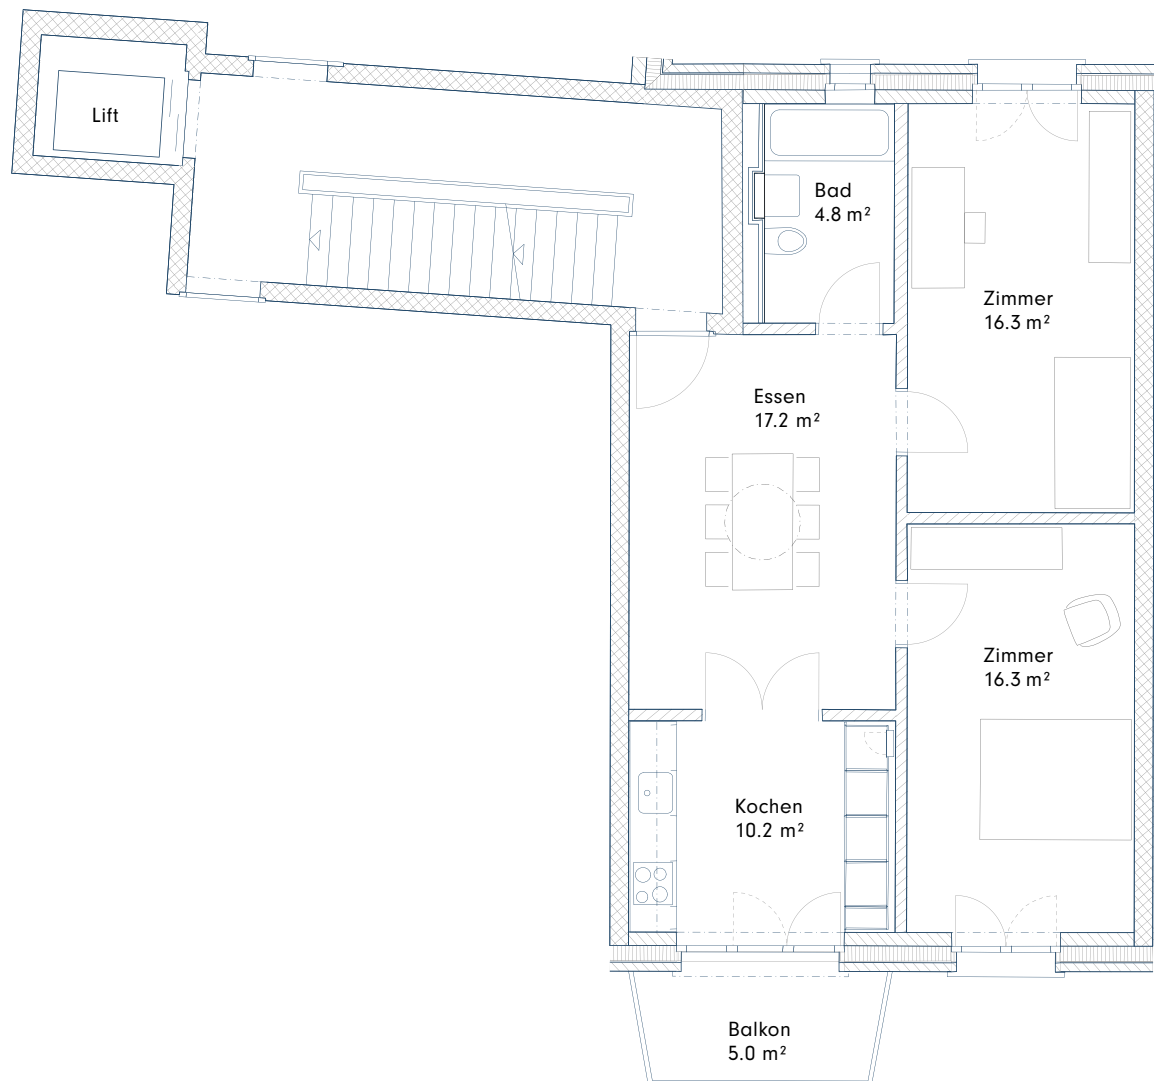 Lift
Bad
4.8 m²
Zimmer
16.3 m²
Essen
17.2 m²
Zimmer
16.3 m²
Kochen
10.2 m²
Balkon
5.0 m²